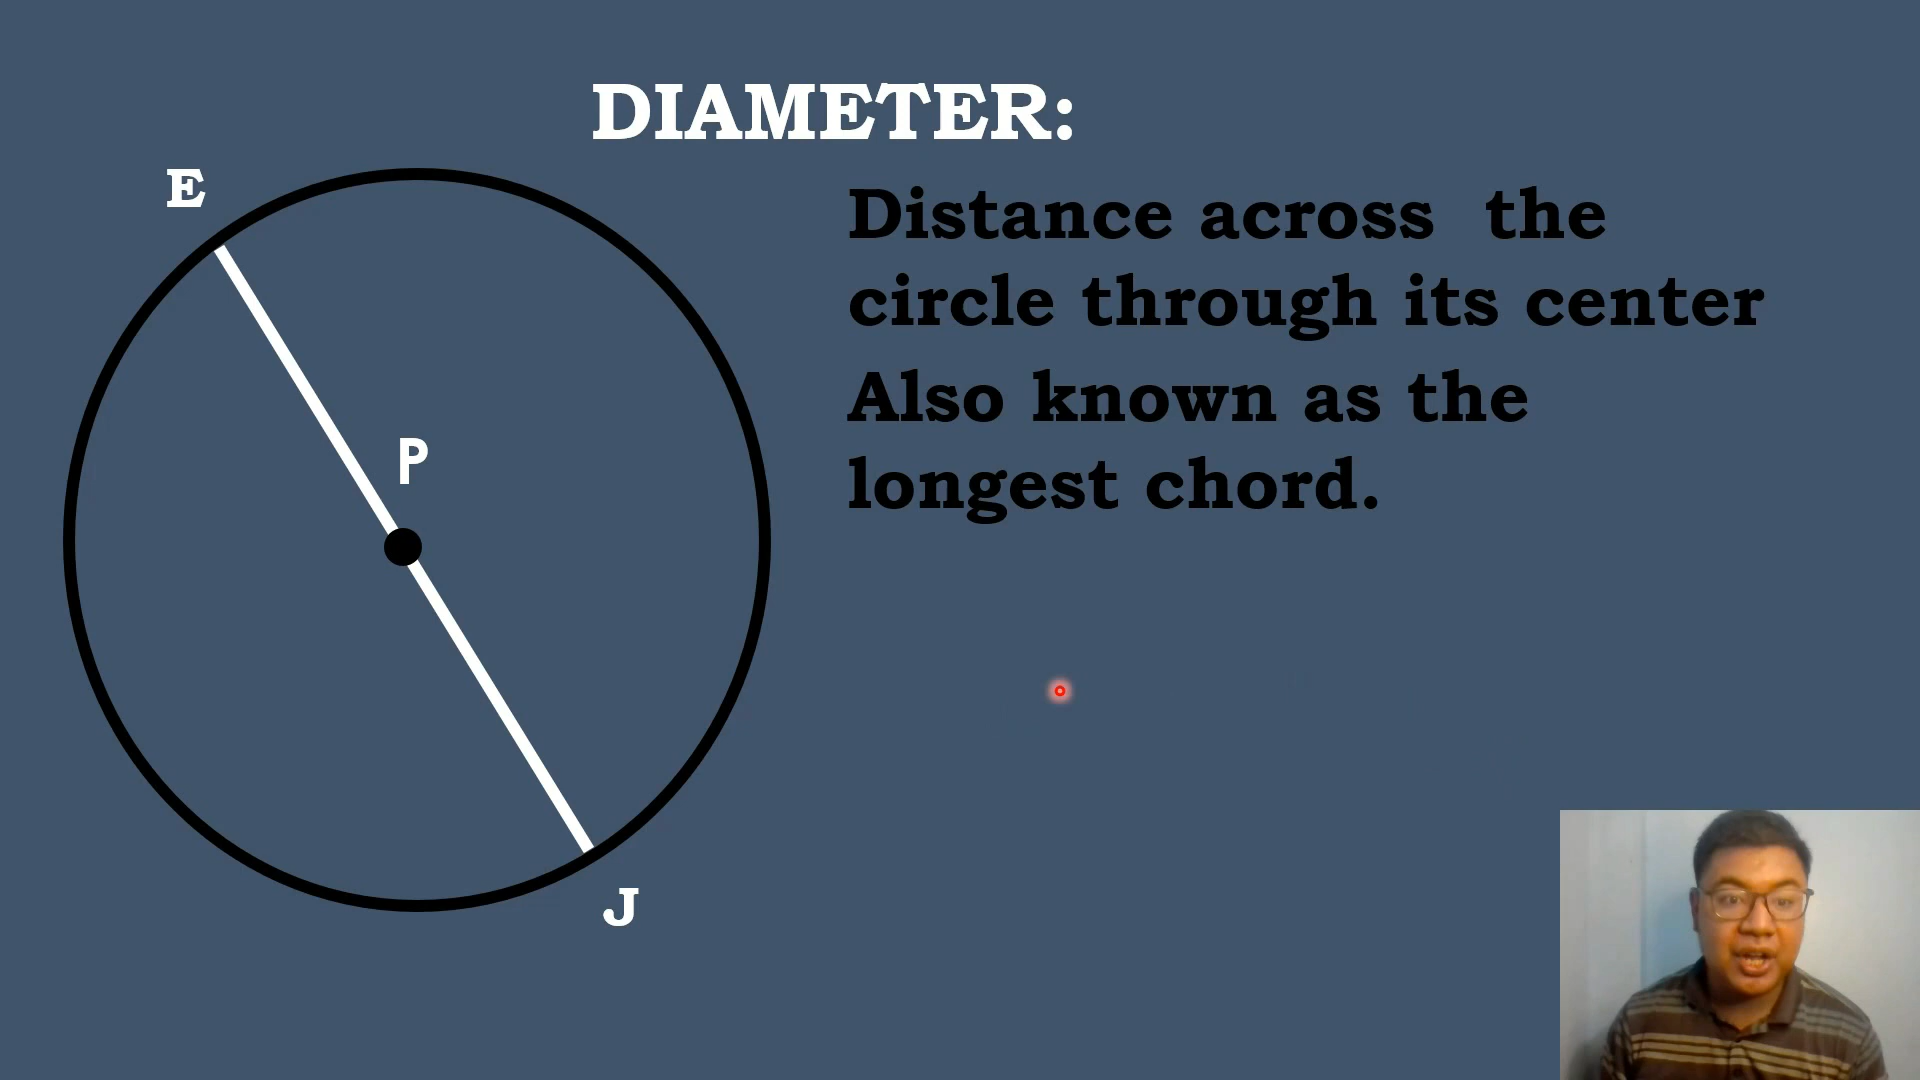 DIAMETER:
E
Distance across the
circle through its center
Also known as the
longest chord.
P
J